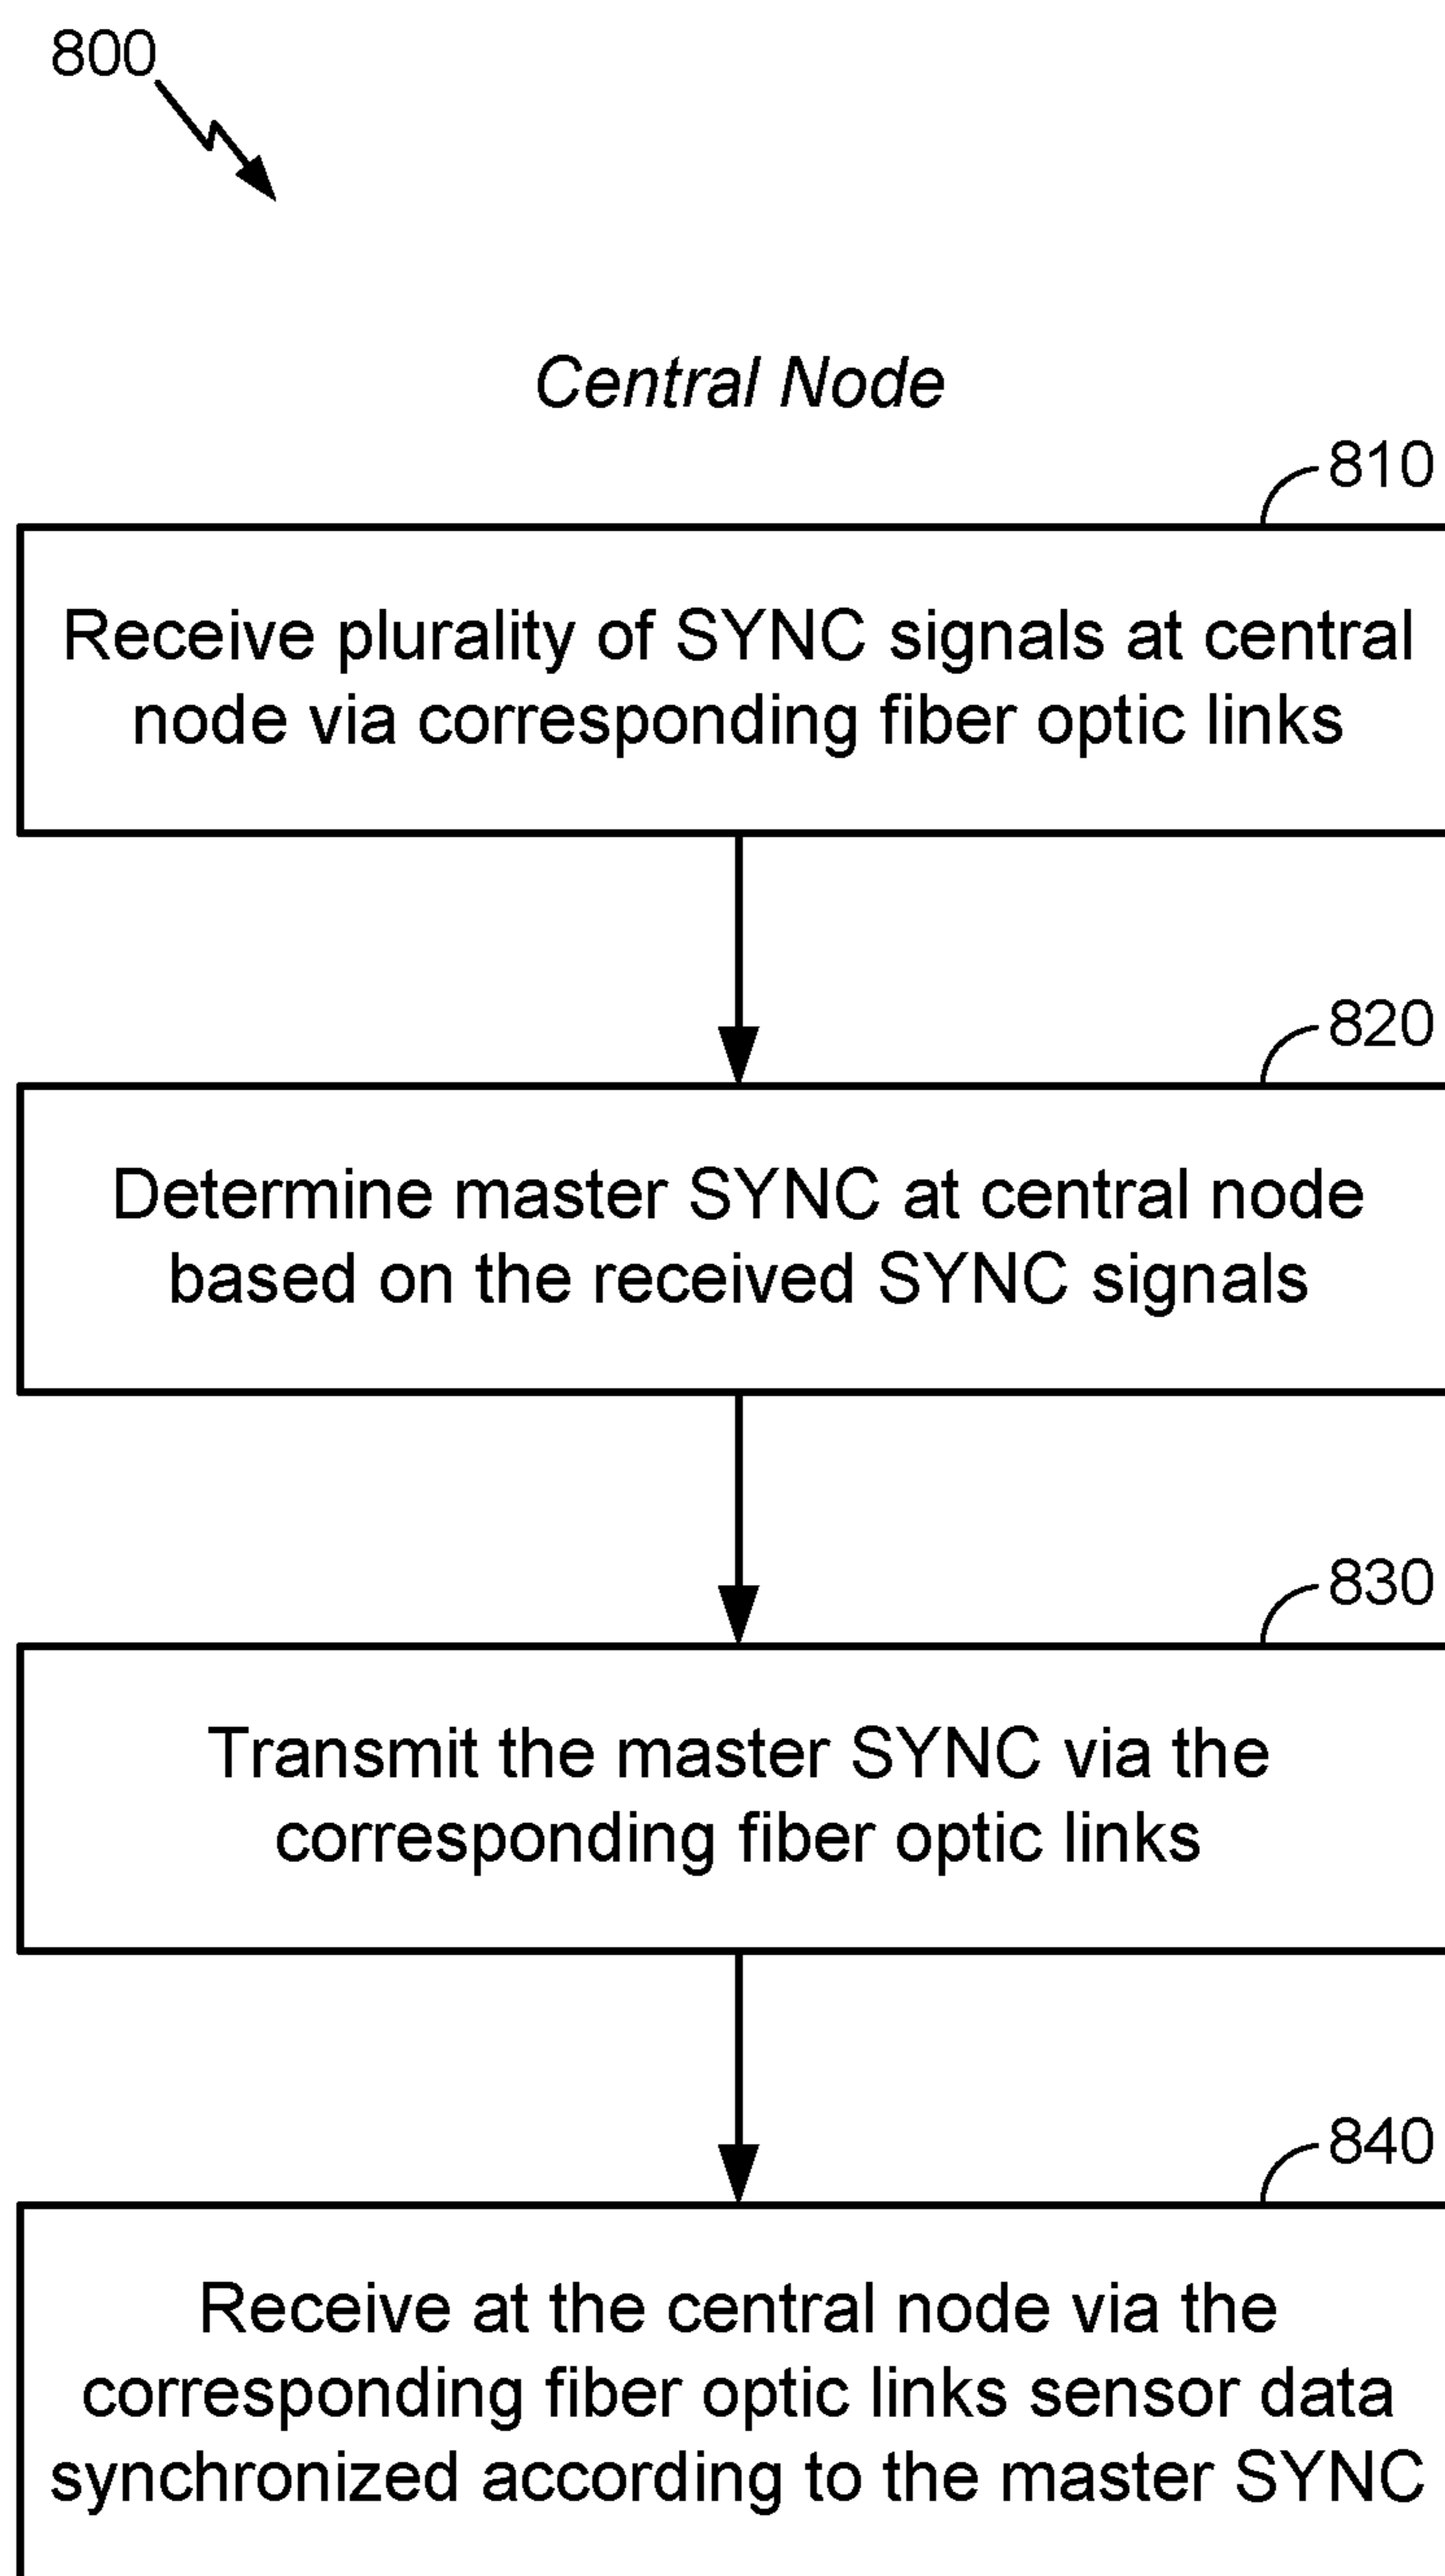 800
Central Node
810
Receive plurality of SYNC signals at central
node via corresponding fiber optic links
820
Determine master SYNC at central node
based on the received SYNC signals
830
Transmit the master SYNC via the
corresponding fiber optic links
840
Receive at the central node via the
corresponding fiber optic links sensor data
synchronized according to the master SYNC